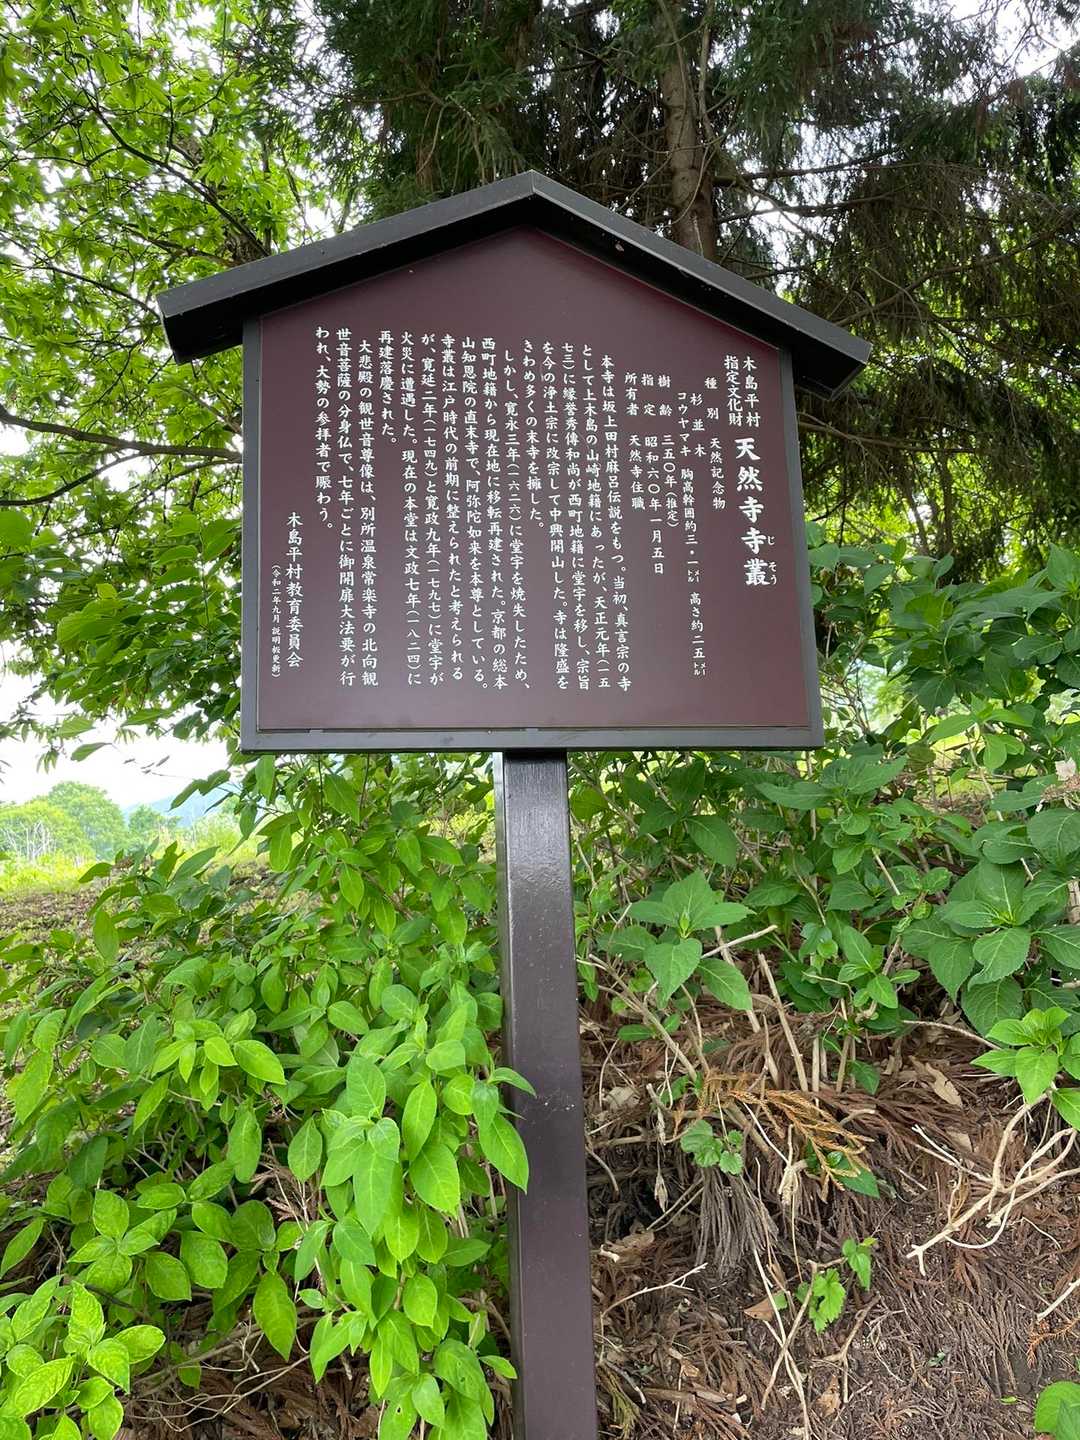 木島平村
指定文化財
天然寺寺叢
じそう
種別 天然記念物
杉並木
コウヤマキ 胸高幹囲約三・一メートル 高さ約二五メートル
樹齢 三五〇年(推定)
指定 昭和六〇年一月五日
所有者 天然寺住職
本寺は坂上田村麻呂伝説をもつ。当初、真言宗の寺
として上木島の山崎地籍にあったが、天正元年(一五
七三)に縁誉秀傳和尚が西町地籍に堂宇を移し、宗旨
を今の浄土宗に改宗して中興開山した。寺は隆盛を
きわめ多くの末寺を擁した。
しかし、寛永三年(一六二六)に堂宇を焼失したため、
西町地籍から現在地に移転再建された。京都の総本
山知恩院の直末寺で、阿弥陀如来を本尊としている。
寺叢は江戸時代の前期に整えられたと考えられる
が、寛延二年(一七四九)と寛政九年(一七九七)に堂宇が
火災に遭遇した。現在の本堂は文政七年(一八二四)に
再建落慶された。
大悲殿の観世音尊像は、別所温泉常楽寺の北向観
世音菩薩の分身仏で、七年ごとに御開扉大法要が行
われ、大勢の参拝者で賑わう。
木島平村教育委員会
(令和二年九月 説明板更新)